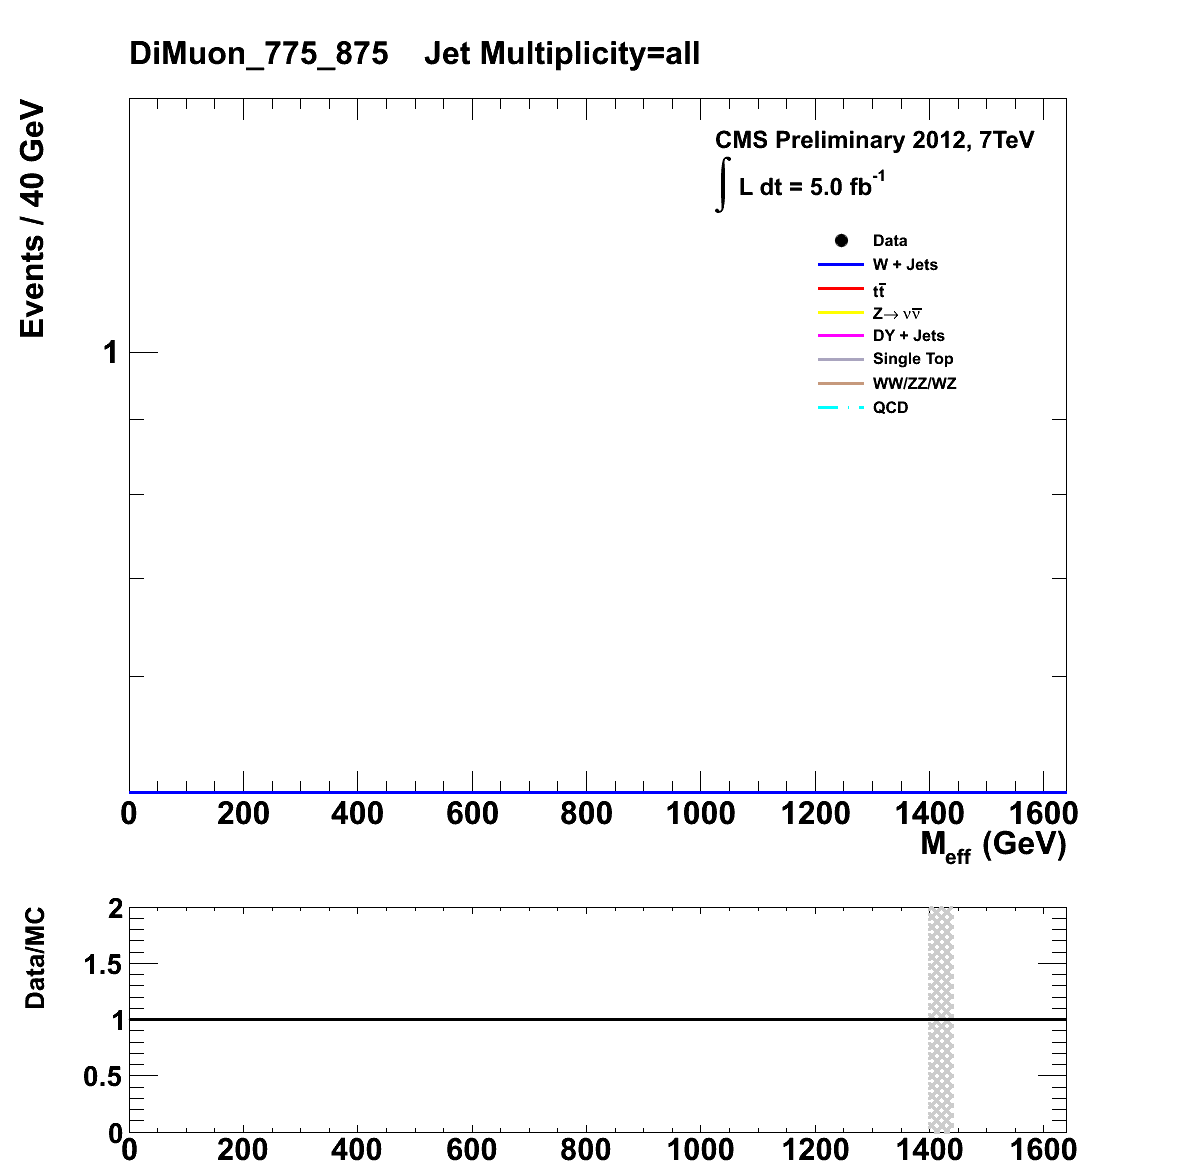 DiMuon_775_875 Jet Multiplicity=all
Events / 40 GeV
CMS Preliminary 2012, 7TeV
∫ L dt = 5.0 fb⁻¹
Data
W + Jets
tt̅
Z→ νν̅
DY + Jets
Single Top
WW/ZZ/WZ
QCD
1
0 200 400 600 800 1000 1200 1400 1600
M_eff (GeV)
Data/MC
2
1.5
1
0.5
0
0 200 400 600 800 1000 1200 1400 1600